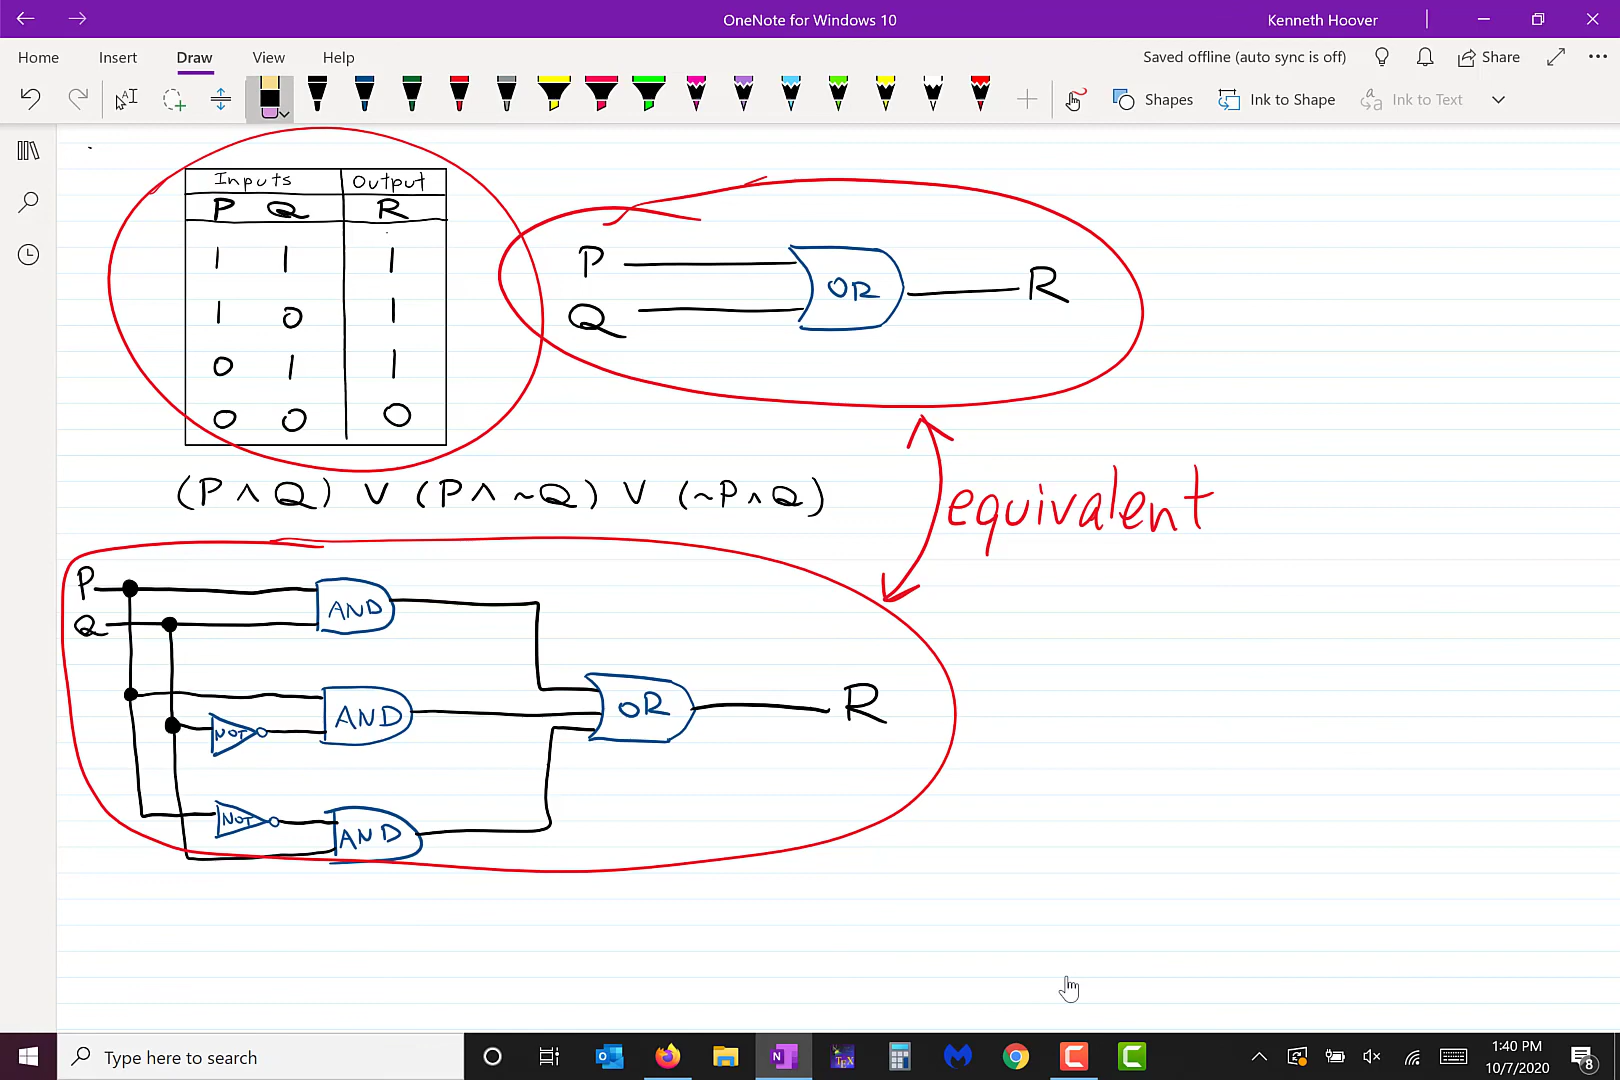 OneNote for Windows 10
Kenneth Hoover
Home Insert Draw View Help
Saved offline (auto sync is off) Share
Shapes Ink to Shape Ink to Text
Inputs Output
P Q R
1 1 1
1 0 1
0 1 1
0 0 0
P
Q
OR
R
(P ∧ Q) ∨ (P ∧ ~Q) ∨ (~P ∧ Q)
equivalent
P
Q
AND
AND
NOT
NOT
AND
OR
R
Type here to search
1:40 PM
10/7/2020
8